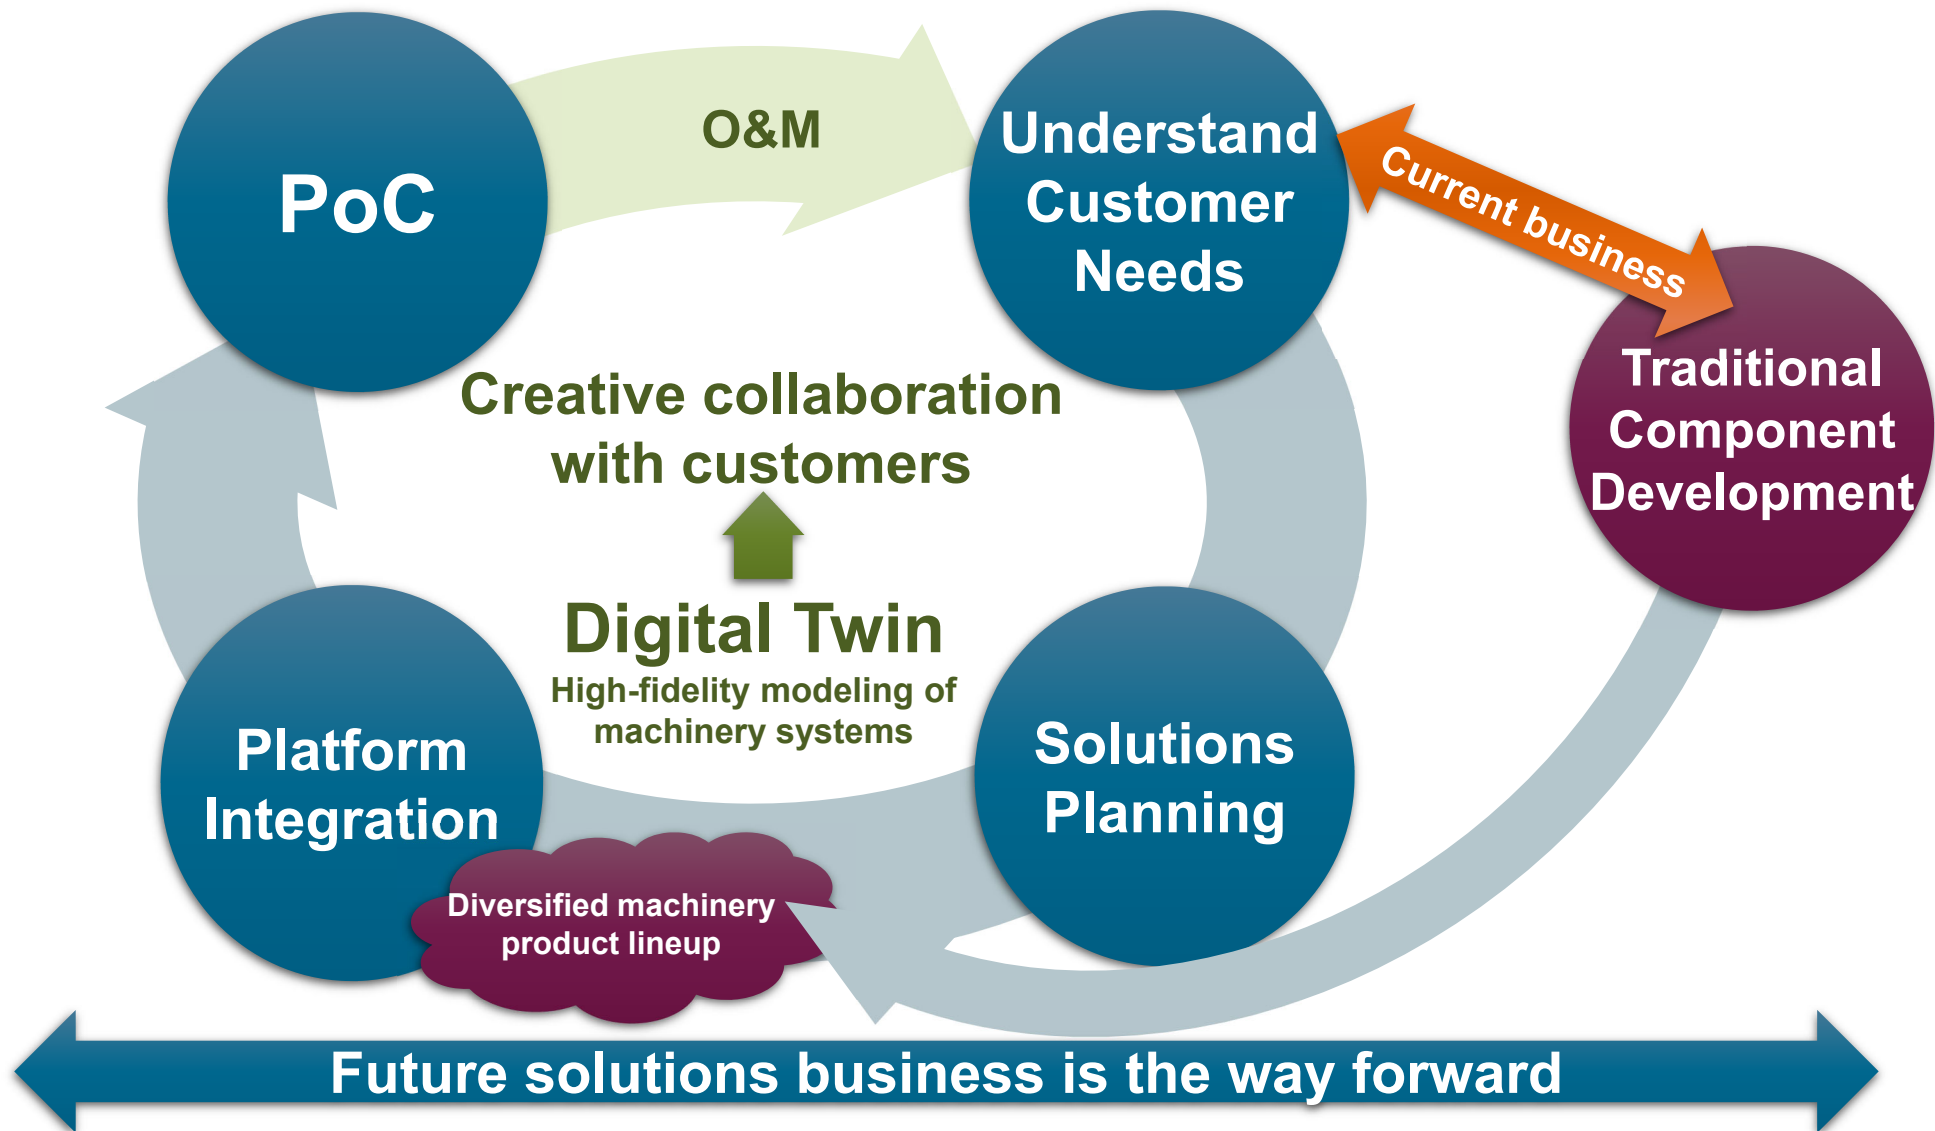 PoC
O&M
Understand
Customer
Needs
Current business
Traditional
Component
Development
Creative collaboration
with customers
Digital Twin
High-fidelity modeling of
machinery systems
Platform
Integration
Solutions
Planning
Diversified machinery
product lineup
Future solutions business is the way forward